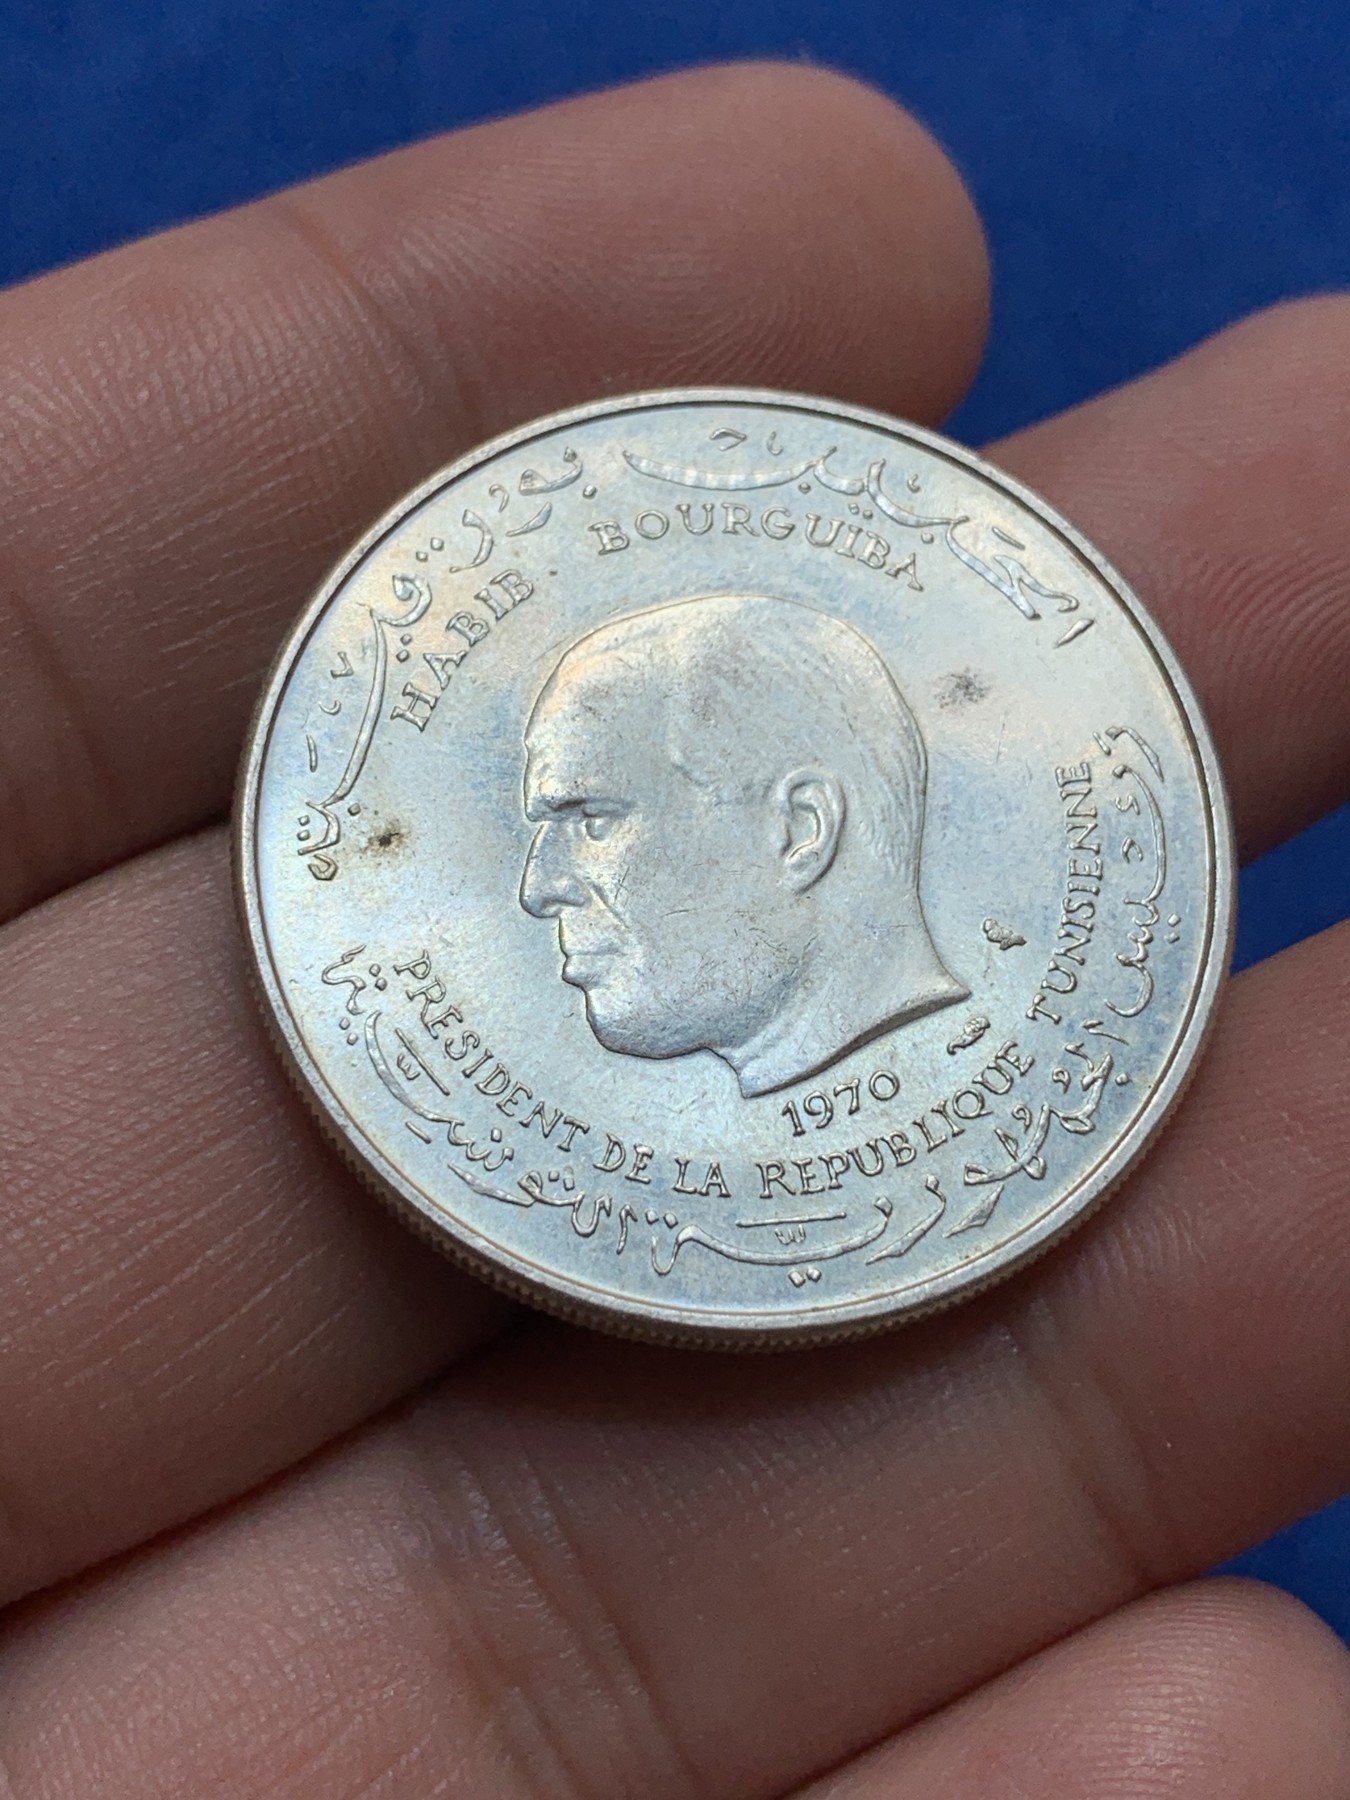 الحبيب بورقيبة
HABIB BOURGUIBA
1970
PRESIDENT DE LA REPUBLIQUE TUNISIENNE
رئيس الجمهورية التونسية